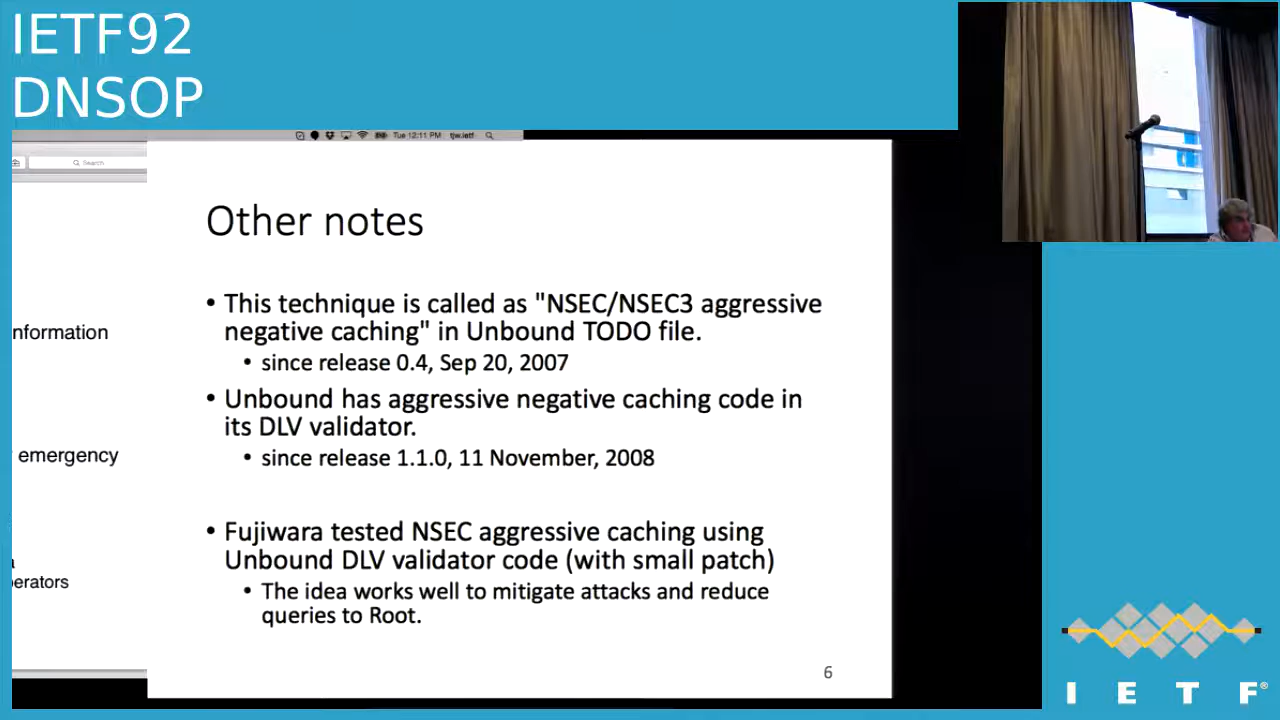 IETF92
DNSOP
Tue 12:11 PM tjw.ietf
Search
nformation
emergency
erators
Other notes
• This technique is called as "NSEC/NSEC3 aggressive
negative caching" in Unbound TODO file.
• since release 0.4, Sep 20, 2007
• Unbound has aggressive negative caching code in
its DLV validator.
• since release 1.1.0, 11 November, 2008
• Fujiwara tested NSEC aggressive caching using
Unbound DLV validator code (with small patch)
• The idea works well to mitigate attacks and reduce
queries to Root.
6
I E T F®